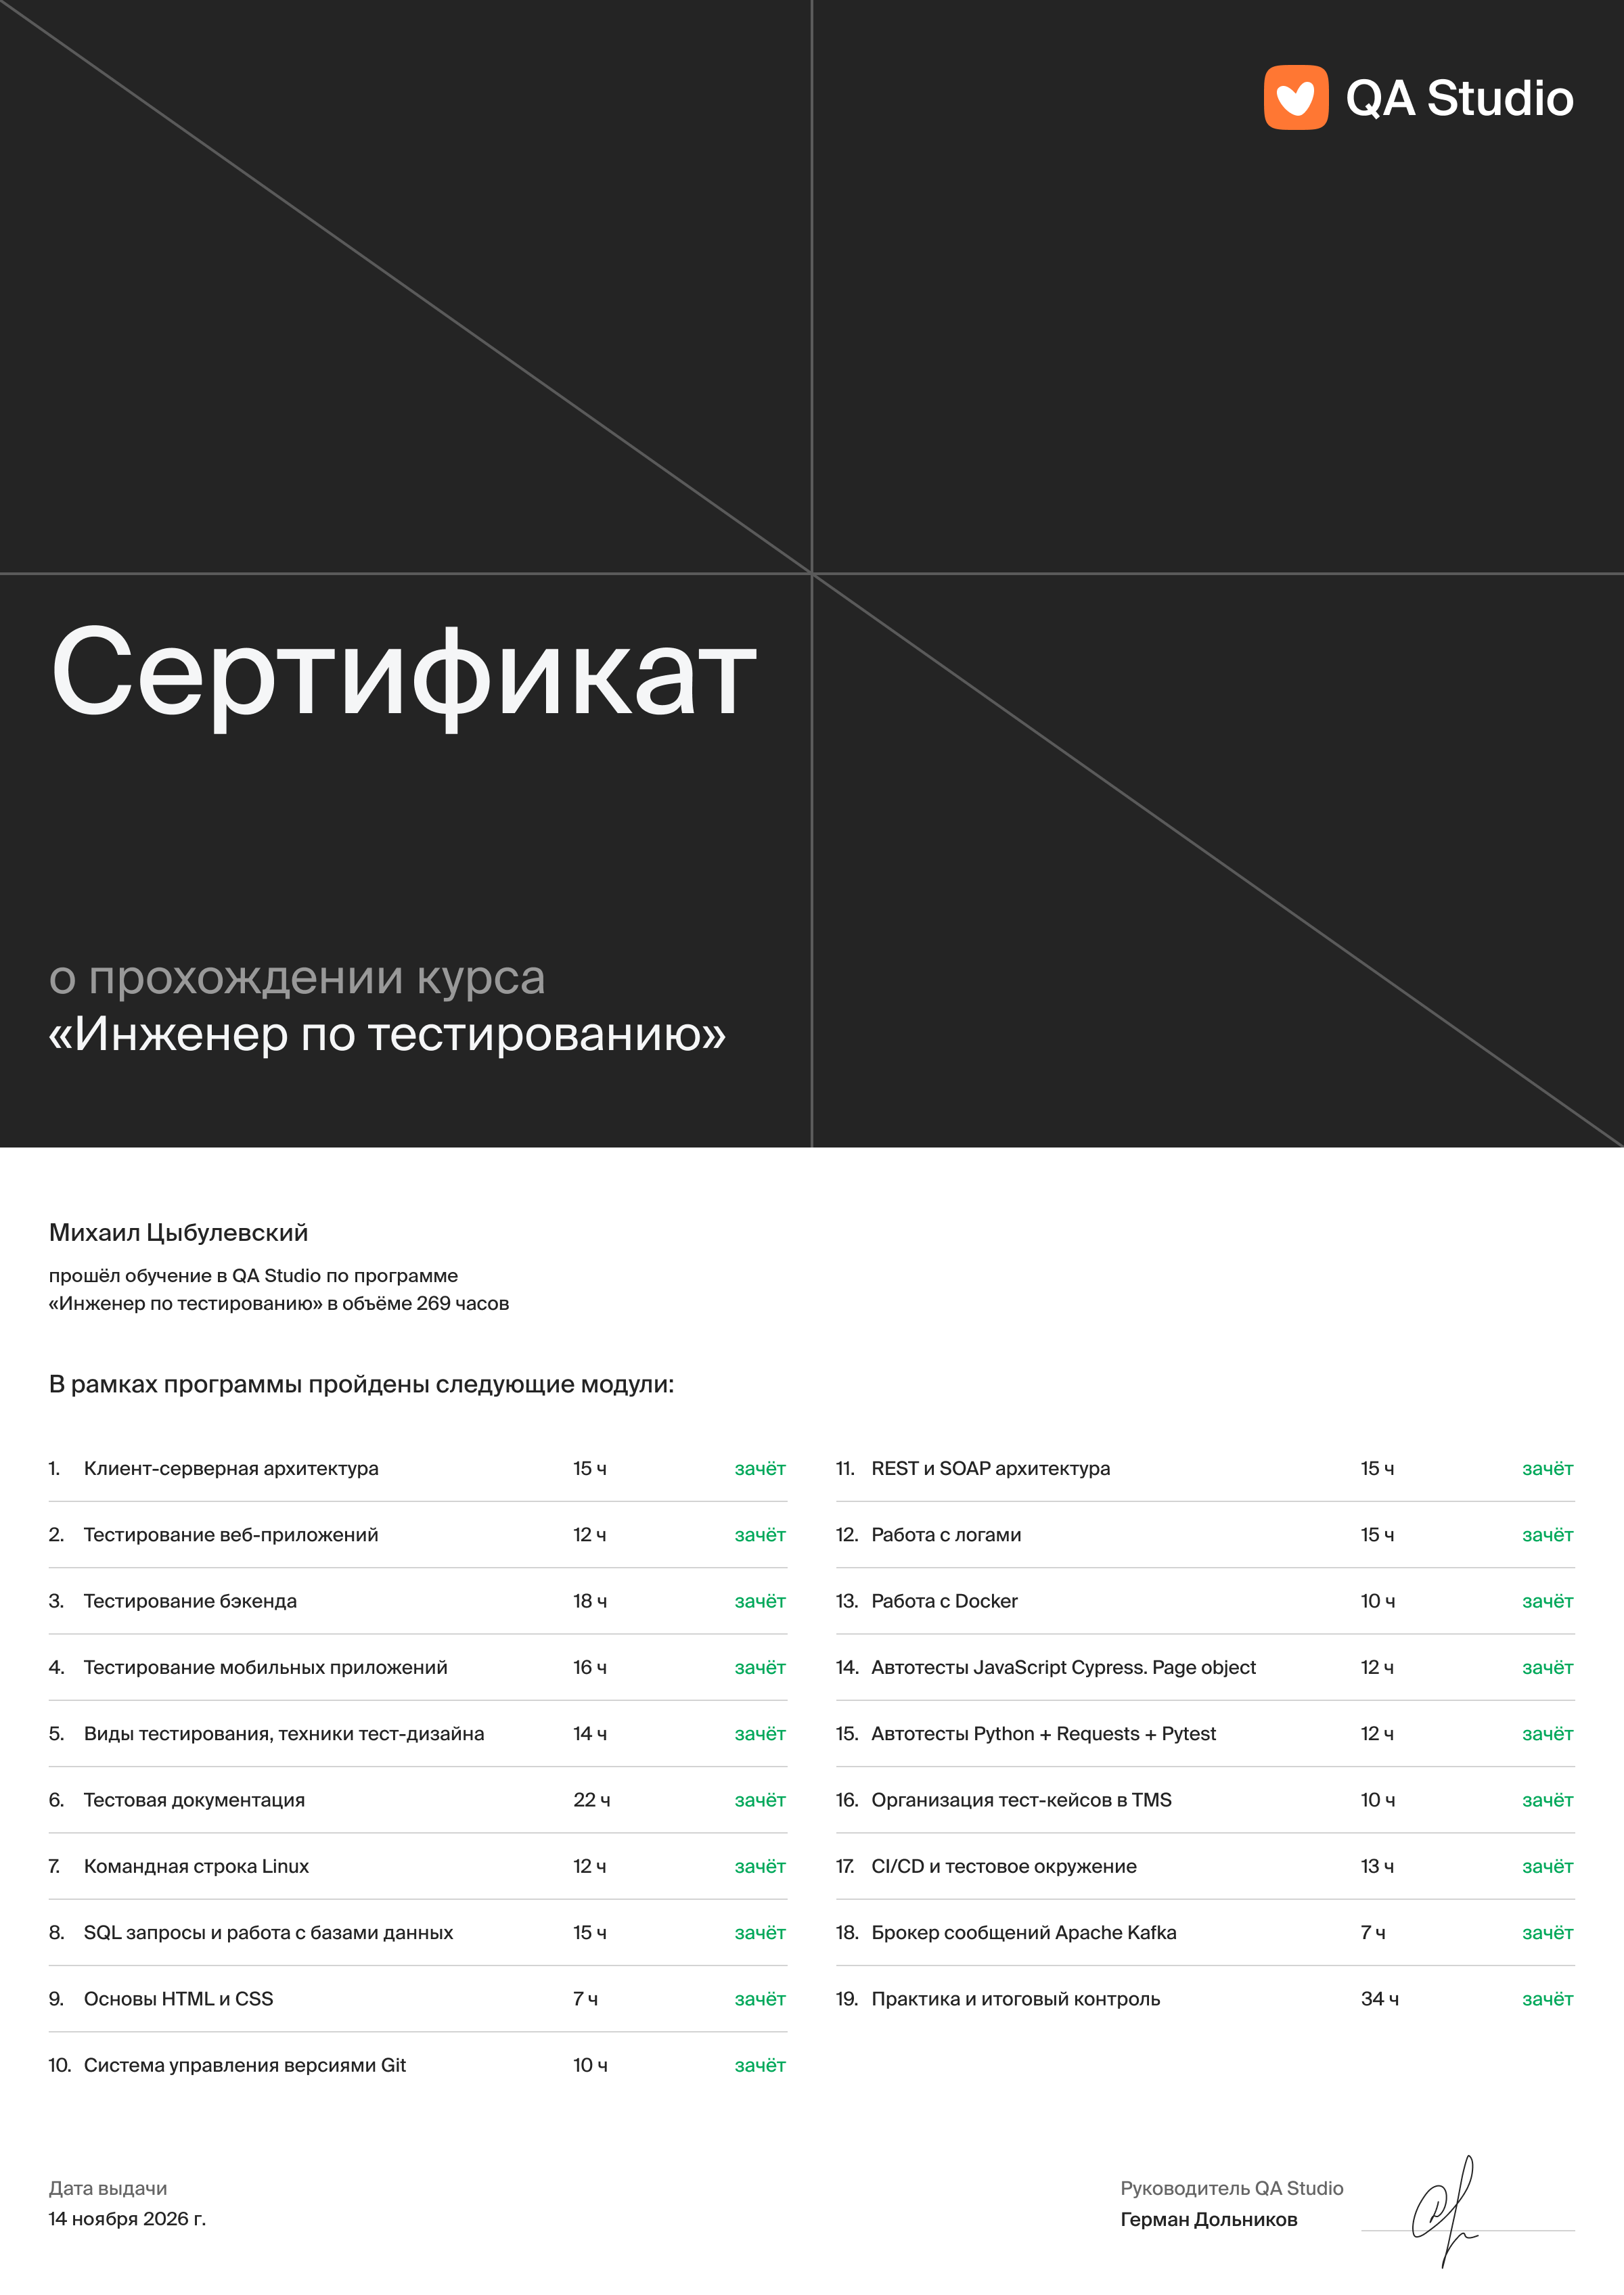 QA Studio
Сертификат
о прохождении курса
«Инженер по тестированию»
Михаил Цыбулевский
прошёл обучение в QA Studio по программе
«Инженер по тестированию» в объёме 269 часов
В рамках программы пройдены следующие модули:
1. Клиент-серверная архитектура 15 ч зачёт
2. Тестирование веб-приложений 12 ч зачёт
3. Тестирование бэкенда 18 ч зачёт
4. Тестирование мобильных приложений 16 ч зачёт
5. Виды тестирования, техники тест-дизайна 14 ч зачёт
6. Тестовая документация 22 ч зачёт
7. Командная строка Linux 12 ч зачёт
8. SQL запросы и работа с базами данных 15 ч зачёт
9. Основы HTML и CSS 7 ч зачёт
10. Система управления версиями Git 10 ч зачёт
11. REST и SOAP архитектура 15 ч зачёт
12. Работа с логами 15 ч зачёт
13. Работа с Docker 10 ч зачёт
14. Автотесты JavaScript Cypress. Page object 12 ч зачёт
15. Автотесты Python + Requests + Pytest 12 ч зачёт
16. Организация тест-кейсов в TMS 10 ч зачёт
17. CI/CD и тестовое окружение 13 ч зачёт
18. Брокер сообщений Apache Kafka 7 ч зачёт
19. Практика и итоговый контроль 34 ч зачёт
Дата выдачи
14 ноября 2026 г.
Руководитель QA Studio
Герман Дольников